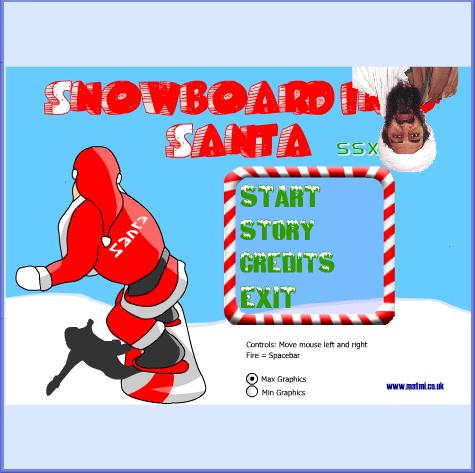 SNOWBOARDING
SANTA
SSX
Santa
START
STORY
CREDITS
EXIT
Controls: Move mouse left and right
Fire = Spacebar
Max Graphics
Min Graphics
www.matmi.co.uk